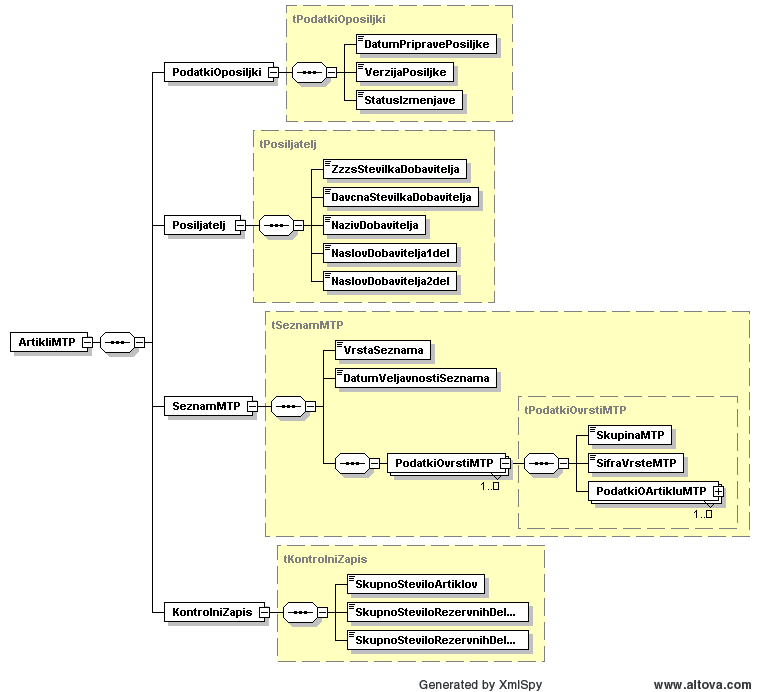 tPodatkiOposiljki
DatumPripravePosiljke
PodatkiOposiljki
VerzijaPosiljke
StatusIzmenjave
tPosiljatelj
ZzzsStevilkaDobavitelja
DavcnaStevilkaDobavitelja
Posiljatelj
NazivDobavitelja
NaslovDobavitelja1del
NaslovDobavitelja2del
ArtikliMTP
tSeznamMTP
VrstaSeznama
DatumVeljavnostiSeznama
SeznamMTP
tPodatkiOvrstiMTP
SkupinaMTP
PodatkiOvrstiMTP
SifraVrsteMTP
1..
PodatkiOArtikluMTP
1..
tKontrolniZapis
SkupnoSteviloArtiklov
KontrolniZapis
SkupnoSteviloRezervnihDel...
SkupnoSteviloRezervnihDel...
Generated by XmlSpy
www.altova.com